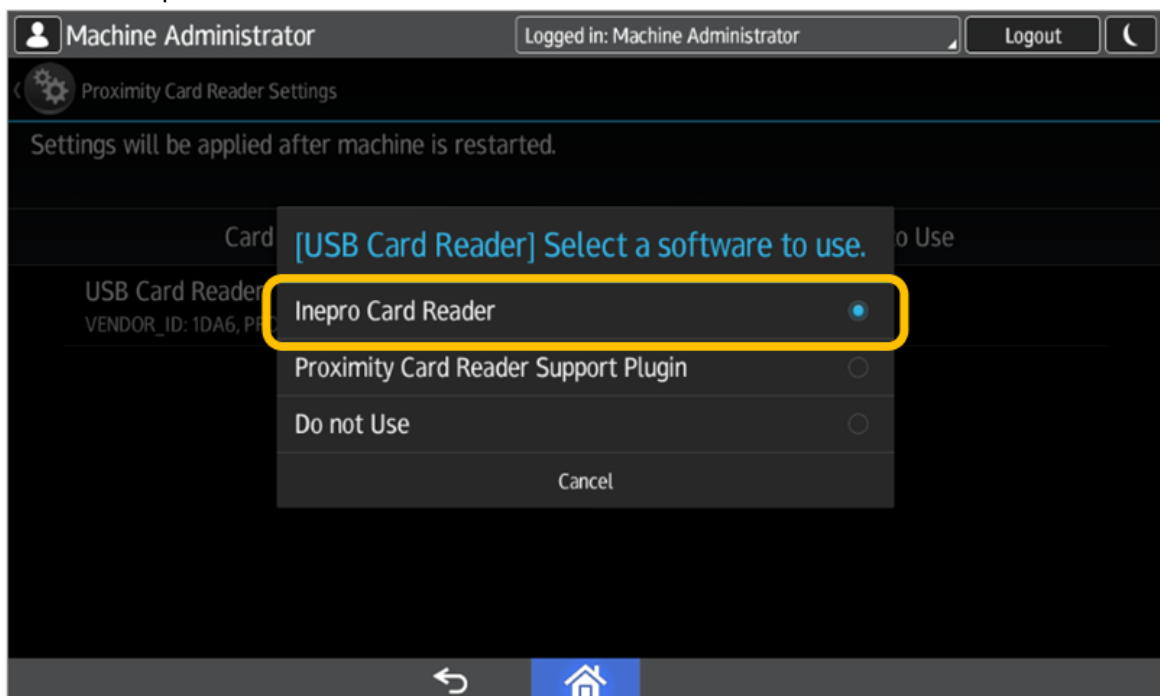 Machine Administrator
Logged in: Machine Administrator
Logout
Proximity Card Reader Settings
Settings will be applied after machine is restarted.
Card
o Use
[USB Card Reader] Select a software to use.
USB Card Reader
VENDOR_ID: 1DA6,
Inepro Card Reader
Proximity Card Reader Support Plugin
Do not Use
Cancel